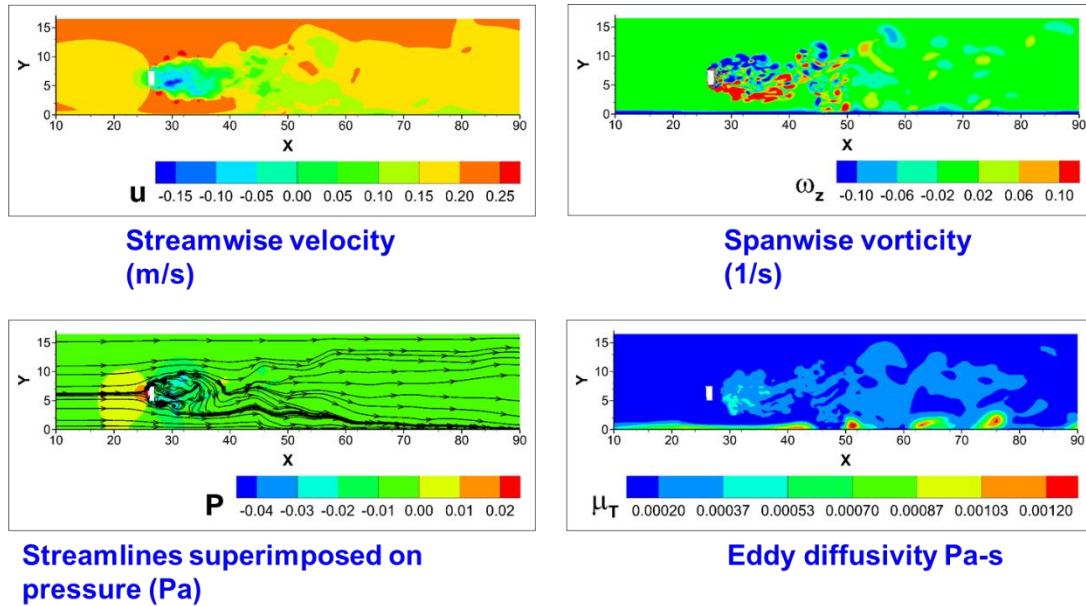 Y
15
10
5
0
10 20 30 40 50 60 70 80 90
X
u
-0.15 -0.10 -0.05 0.00 0.05 0.10 0.15 0.20 0.25
Streamwise velocity
(m/s)
Y
15
10
5
0
10 20 30 40 50 60 70 80 90
X
ωz
-0.10 -0.06 -0.02 0.02 0.06 0.10
Spanwise vorticity
(1/s)
Y
15
10
5
0
10 20 30 40 50 60 70 80 90
X
P
-0.04 -0.03 -0.02 -0.01 0.00 0.01 0.02
Streamlines superimposed on
pressure (Pa)
Y
15
10
5
0
10 20 30 40 50 60 70 80 90
X
μT
0.00020 0.00037 0.00053 0.00070 0.00087 0.00103 0.00120
Eddy diffusivity Pa-s